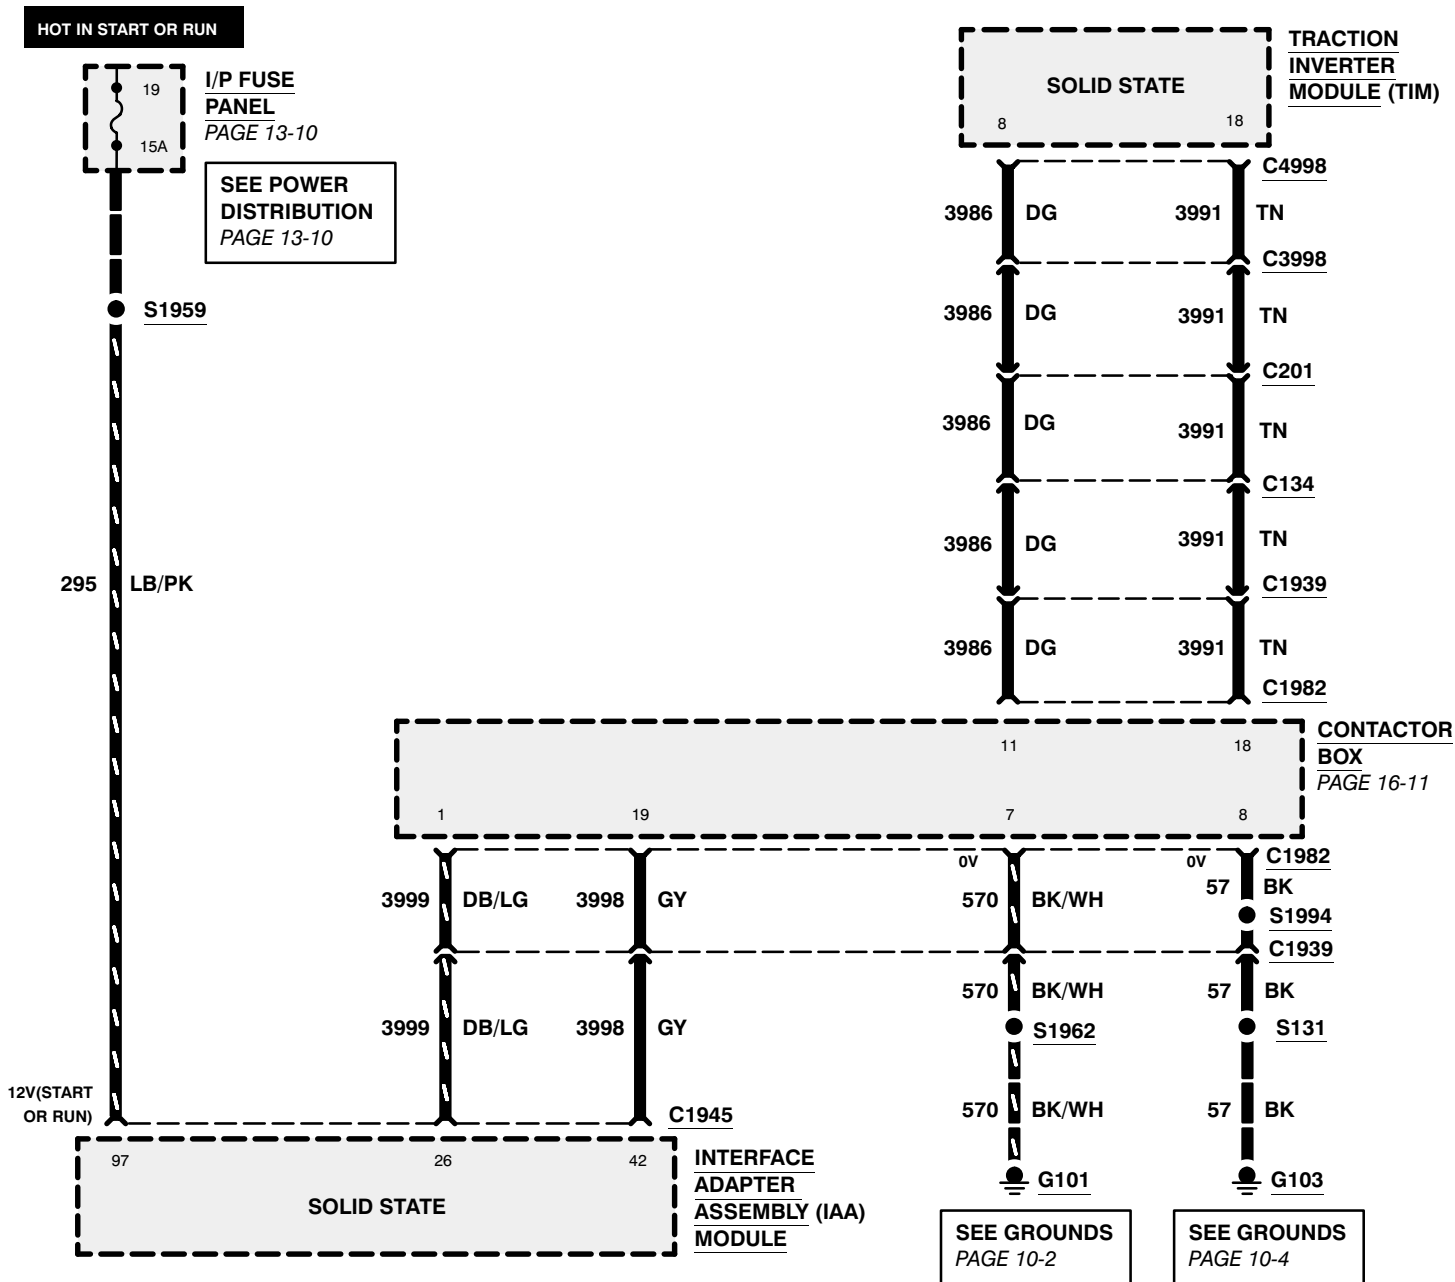 HOT IN START OR RUN
19
15A
I/P FUSE
PANEL
PAGE 13-10
SEE POWER
DISTRIBUTION
PAGE 13-10
S1959
295 LB/PK
12V(START
OR RUN)
SOLID STATE
8 18
TRACTION
INVERTER
MODULE (TIM)
C4998
3986 DG 3991 TN
C3998
3986 DG 3991 TN
C201
3986 DG 3991 TN
C134
3986 DG 3991 TN
C1939
3986 DG 3991 TN
C1982
11 18
1 19 7 8
CONTACTOR
BOX
PAGE 16-11
0V 0V C1982
3999 DB/LG 3998 GY 570 BK/WH 57 BK
S1994
C1939
570 BK/WH 57 BK
3999 DB/LG 3998 GY S1962 S131
570 BK/WH 57 BK
C1945
97 26 42
SOLID STATE
INTERFACE
ADAPTER
ASSEMBLY (IAA)
MODULE
G101 G103
SEE GROUNDS
PAGE 10-2
SEE GROUNDS
PAGE 10-4